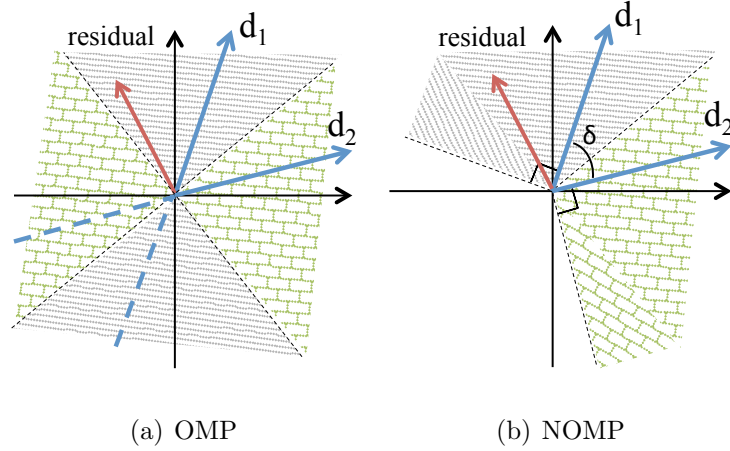 residual
d1
d2
residual
d1
δ
d2
(a) OMP
(b) NOMP